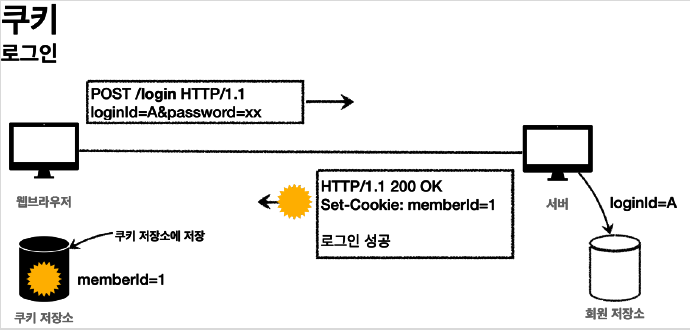 쿠키
로그인
POST /login HTTP/1.1
loginId=A&password=xx
웹브라우저
HTTP/1.1 200 OK
Set-Cookie: memberId=1
로그인 성공
서버
loginId=A
쿠키 저장소에 저장
memberId=1
쿠키 저장소
회원 저장소